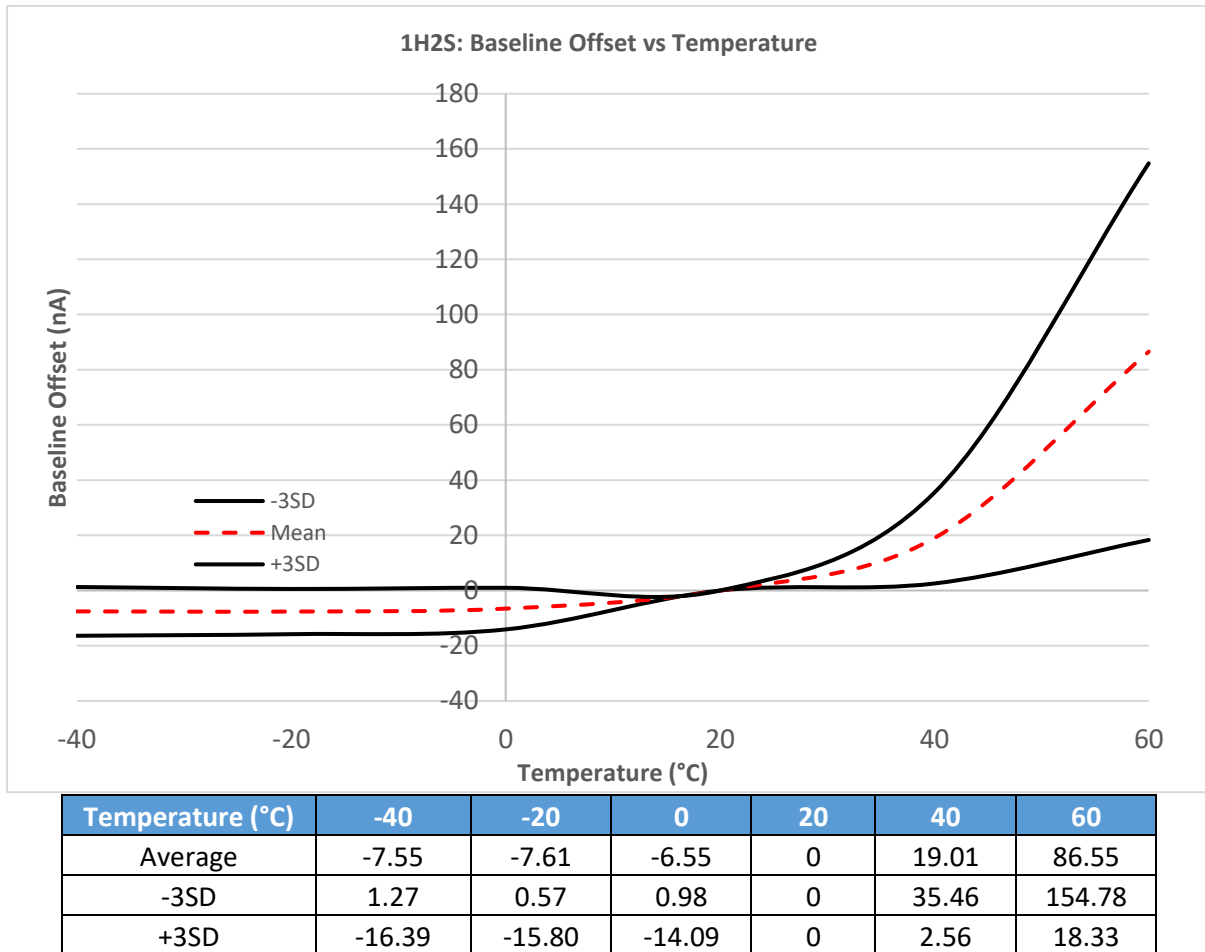 1H2S: Baseline Offset vs Temperature
180
160
140
120
100
80
60
40
20
0
-20
-40
Baseline Offset (nA)
-3SD
Mean
+3SD
-40 -20 0 20 40 60
Temperature (°C)
Temperature (°C) -40 -20 0 20 40 60
Average -7.55 -7.61 -6.55 0 19.01 86.55
-3SD 1.27 0.57 0.98 0 35.46 154.78
+3SD -16.39 -15.80 -14.09 0 2.56 18.33